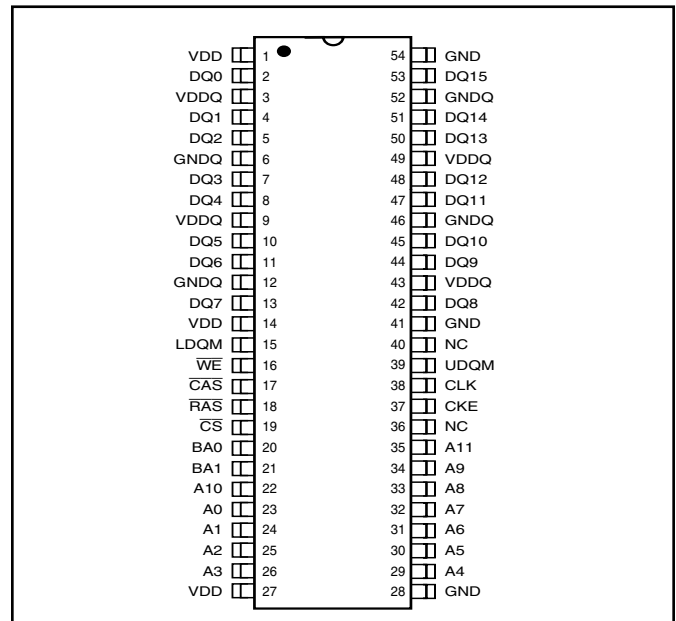 VDD 1 54 GND
DQ0 2 53 DQ15
VDDQ 3 52 GNDQ
DQ1 4 51 DQ14
DQ2 5 50 DQ13
GNDQ 6 49 VDDQ
DQ3 7 48 DQ12
DQ4 8 47 DQ11
VDDQ 9 46 GNDQ
DQ5 10 45 DQ10
DQ6 11 44 DQ9
GNDQ 12 43 VDDQ
DQ7 13 42 DQ8
VDD 14 41 GND
LDQM 15 40 NC
W̅E̅ 16 39 UDQM
C̅A̅S̅ 17 38 CLK
R̅A̅S̅ 18 37 CKE
C̅S̅ 19 36 NC
BA0 20 35 A11
BA1 21 34 A9
A10 22 33 A8
A0 23 32 A7
A1 24 31 A6
A2 25 30 A5
A3 26 29 A4
VDD 27 28 GND